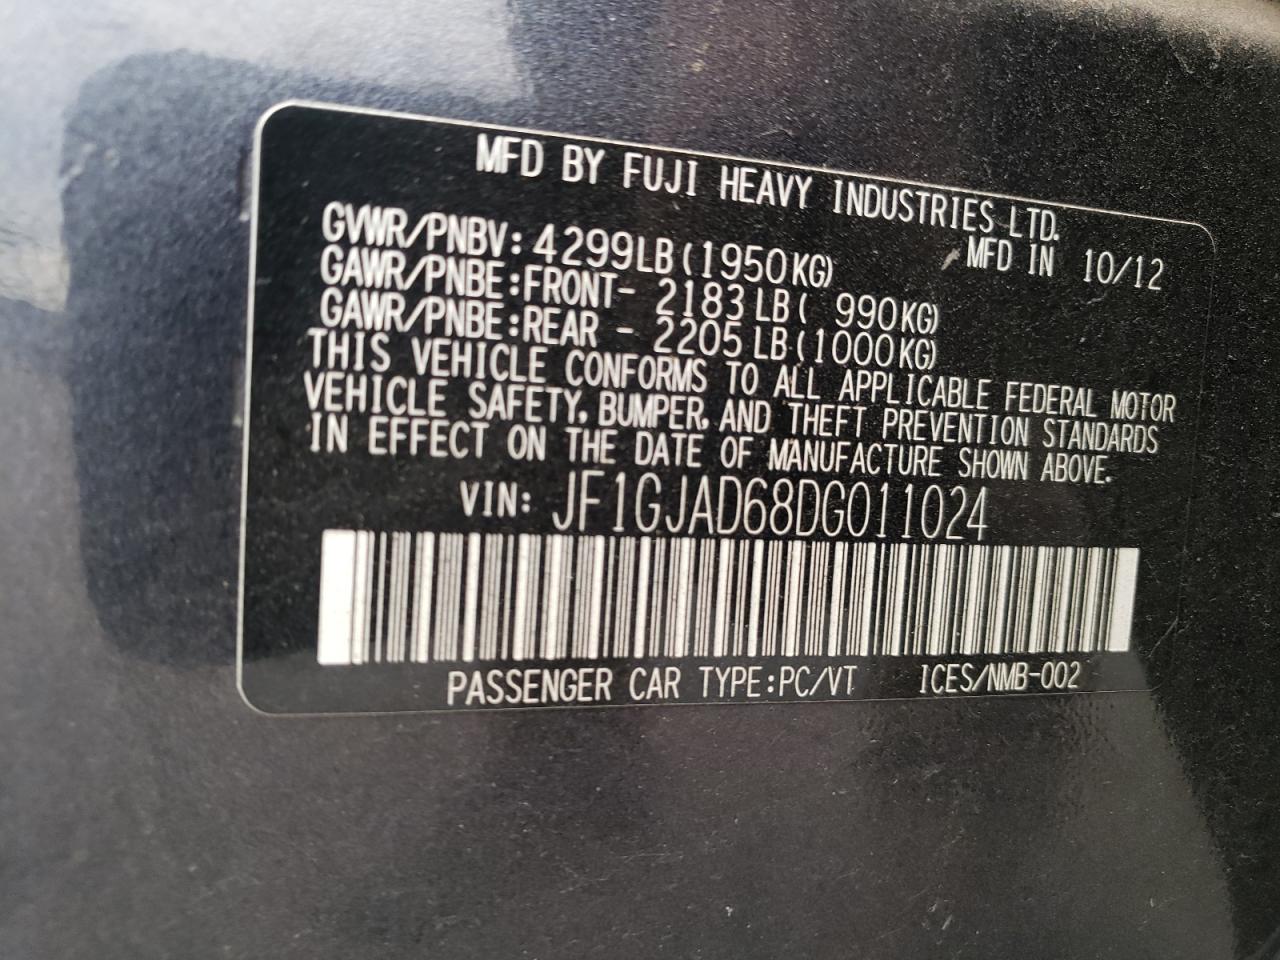 MFD BY FUJI HEAVY INDUSTRIES LTD.
MFD IN 10/12
GVWR/PNBV: 4299LB (1950KG)
GAWR/PNBE:FRONT- 2183LB ( 990KG)
GAWR/PNBE:REAR - 2205LB (1000KG)
THIS VEHICLE CONFORMS TO ALL APPLICABLE FEDERAL MOTOR
VEHICLE SAFETY, BUMPER, AND THEFT PREVENTION STANDARDS
IN EFFECT ON THE DATE OF MANUFACTURE SHOWN ABOVE.
VIN: JF1GJAD68DG011024
PASSENGER CAR TYPE:PC/VT ICES/NMB-002